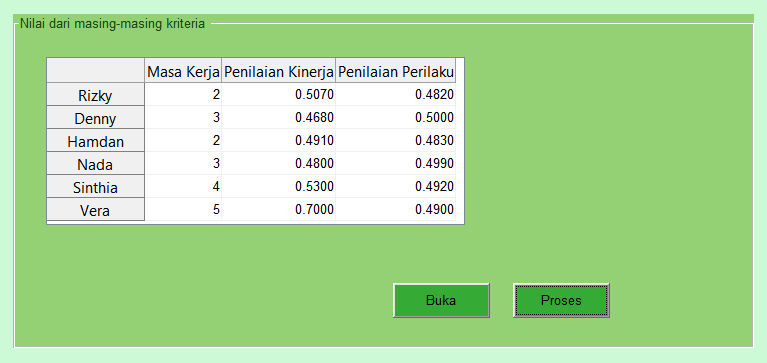 Nilai dari masing-masing kriteria
Masa Kerja Penilaian Kinerja Penilaian Perilaku
Rizky 2 0.5070 0.4820
Denny 3 0.4680 0.5000
Hamdan 2 0.4910 0.4830
Nada 3 0.4800 0.4990
Sinthia 4 0.5300 0.4920
Vera 5 0.7000 0.4900
Buka Proses